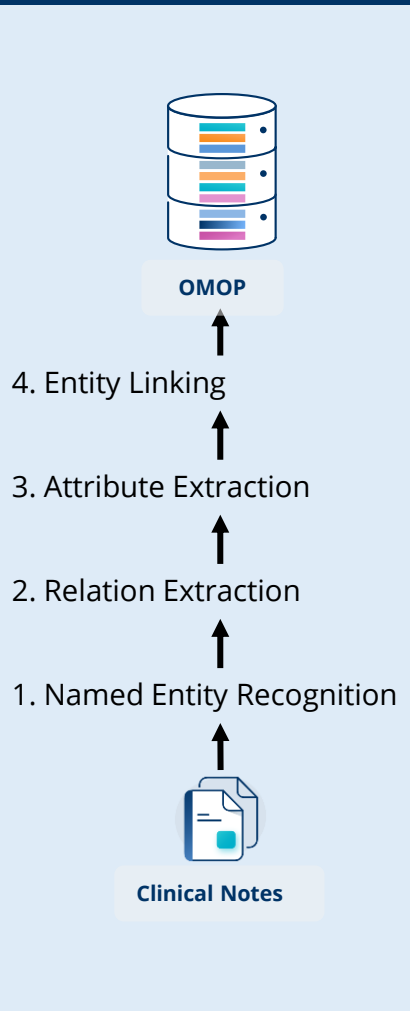 OMOP
4. Entity Linking
3. Attribute Extraction
2. Relation Extraction
1. Named Entity Recognition
Clinical Notes